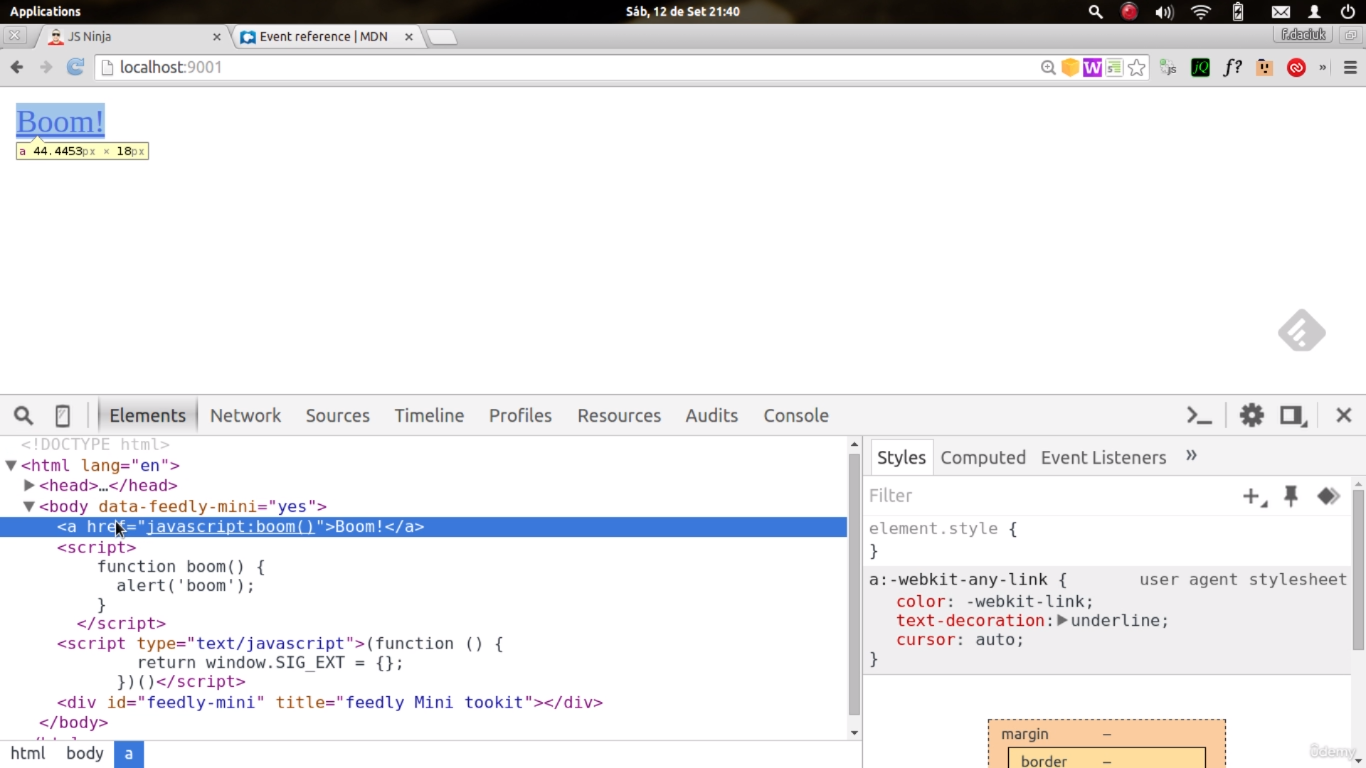 Applications
Sáb, 12 de Set 21:40
JS Ninja
Event reference | MDN
f.daciuk
localhost:9001
W
js
jQ
f?
»
Boom!
a 44.4453px × 18px
Elements Network Sources Timeline Profiles Resources Audits Console
<!DOCTYPE html>
<html lang="en">
<head>…</head>
<body data-feedly-mini="yes">
<a href="javascript:boom()">Boom!</a>
<script>
function boom() {
alert('boom');
}
</script>
<script type="text/javascript">(function () {
return window.SIG_EXT = {};
})()</script>
<div id="feedly-mini" title="feedly Mini tookit"></div>
</body>
html body a
Styles Computed Event Listeners »
Filter
element.style {
}
a:-webkit-any-link { user agent stylesheet
color: -webkit-link;
text-decoration: underline;
cursor: auto;
}
margin –
border –
ûdemy